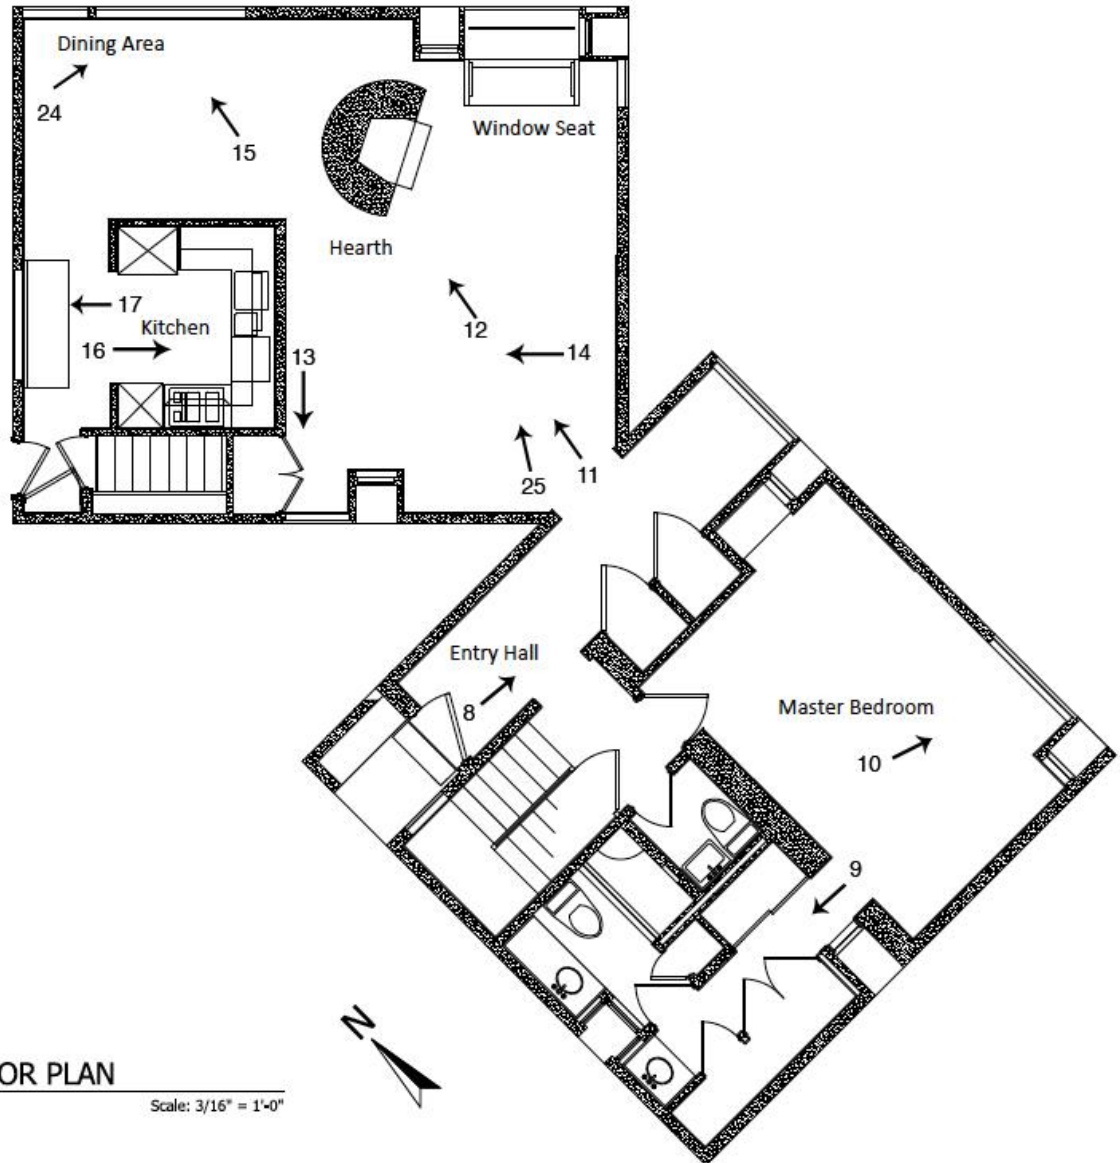 Dining Area
24
15
Window Seat
Hearth
17
12
Kitchen
16
13
14
11
25
Entry Hall
8
Master Bedroom
10
9
N
OR PLAN
Scale: 3/16" = 1'-0"